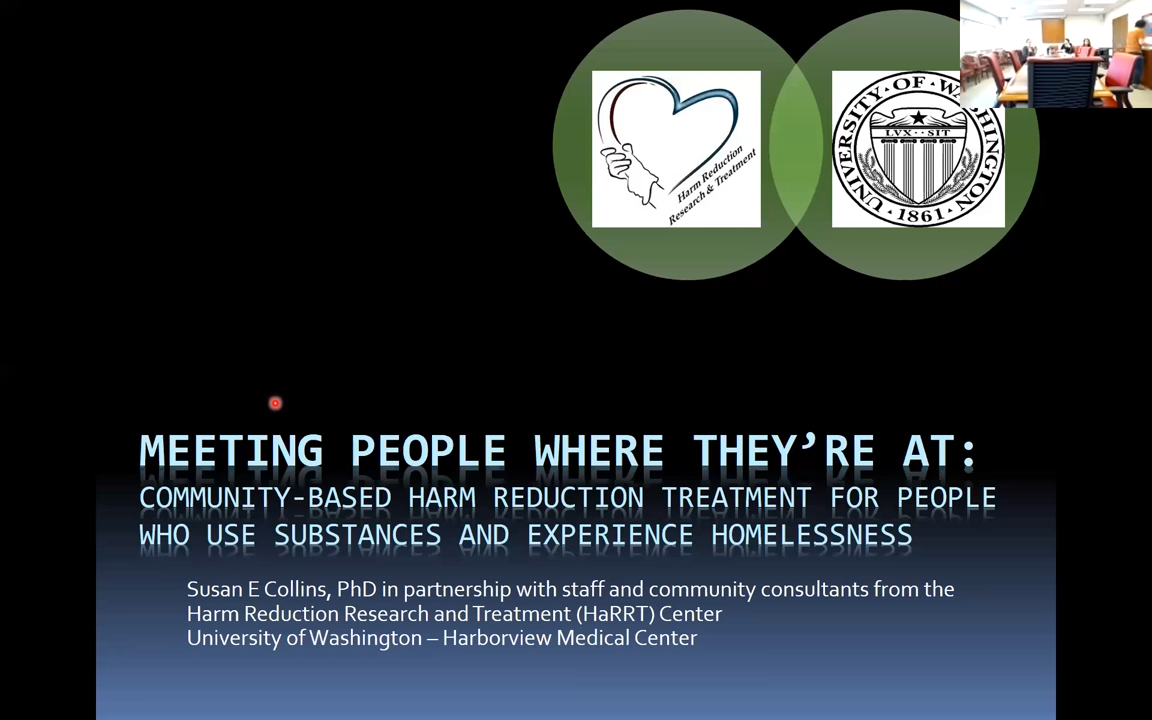 Harm Reduction
Research & Treatment
UNIVERSITY OF WASHINGTON
LVX SIT
1861
MEETING PEOPLE WHERE THEY'RE AT:
COMMUNITY-BASED HARM REDUCTION TREATMENT FOR PEOPLE
WHO USE SUBSTANCES AND EXPERIENCE HOMELESSNESS
Susan E Collins, PhD in partnership with staff and community consultants from the
Harm Reduction Research and Treatment (HaRRT) Center
University of Washington – Harborview Medical Center